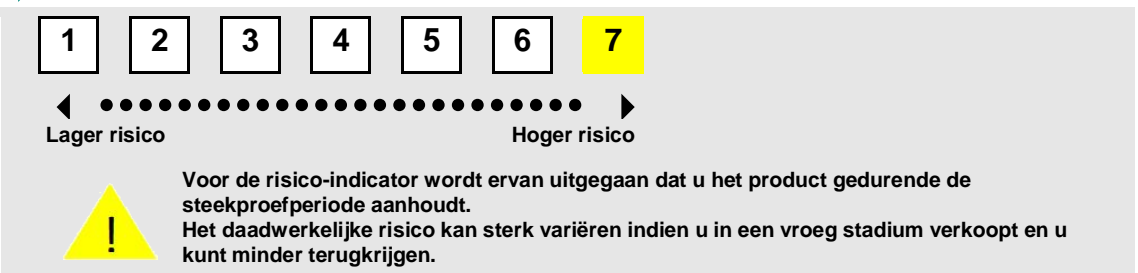 1 2 3 4 5 6 7
Lager risico Hoger risico
! Voor de risico-indicator wordt ervan uitgegaan dat u het product gedurende de
steekproefperiode aanhoudt.
Het daadwerkelijke risico kan sterk variëren indien u in een vroeg stadium verkoopt en u
kunt minder terugkrijgen.